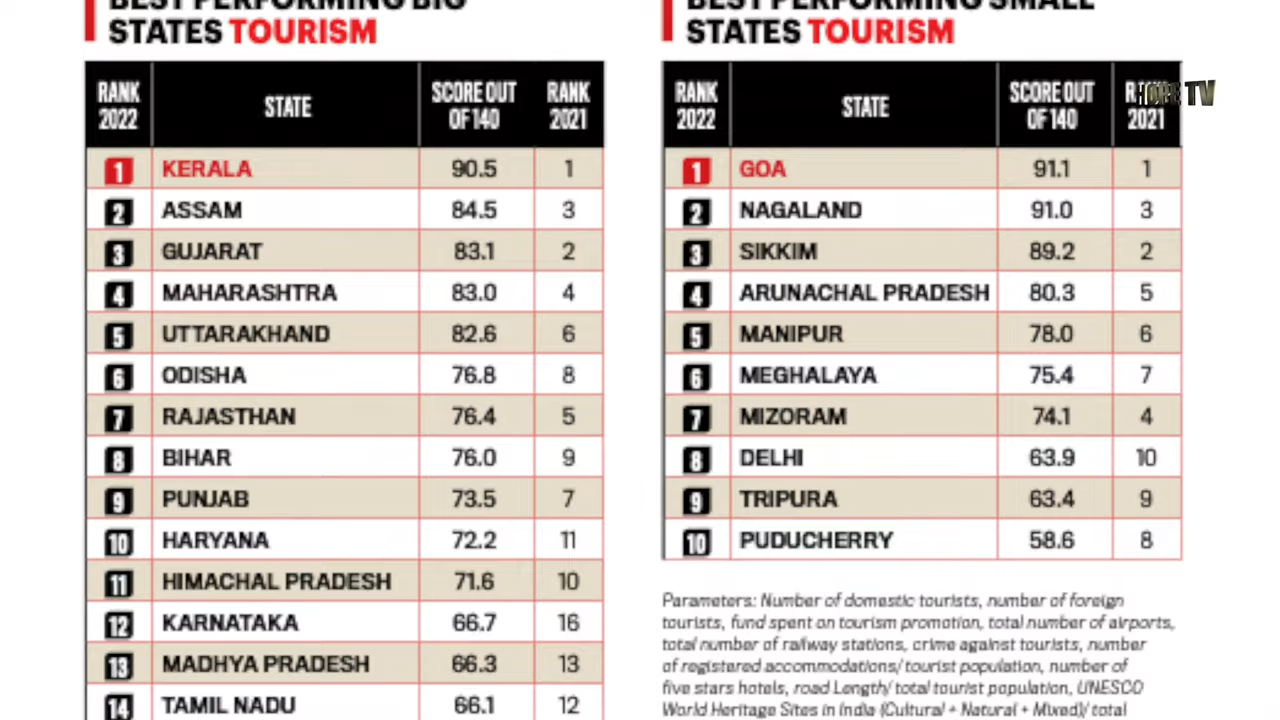 BEST PERFORMING BIG
STATES TOURISM
RANK 2022 STATE SCORE OUT OF 140 RANK 2021
1 KERALA 90.5 1
2 ASSAM 84.5 3
3 GUJARAT 83.1 2
4 MAHARASHTRA 83.0 4
5 UTTARAKHAND 82.6 6
6 ODISHA 76.8 8
7 RAJASTHAN 76.4 5
8 BIHAR 76.0 9
9 PUNJAB 73.5 7
10 HARYANA 72.2 11
11 HIMACHAL PRADESH 71.6 10
12 KARNATAKA 66.7 16
13 MADHYA PRADESH 66.3 13
14 TAMIL NADU 66.1 12
BEST PERFORMING SMALL
STATES TOURISM
RANK 2022 STATE SCORE OUT OF 140 2021
TV
1 GOA 91.1 1
2 NAGALAND 91.0 3
3 SIKKIM 89.2 2
4 ARUNACHAL PRADESH 80.3 5
5 MANIPUR 78.0 6
6 MEGHALAYA 75.4 7
7 MIZORAM 74.1 4
8 DELHI 63.9 10
9 TRIPURA 63.4 9
10 PUDUCHERRY 58.6 8
Parameters: Number of domestic tourists, number of foreign
tourists, fund spent on tourism promotion, total number of airports,
total number of railway stations, crime against tourists, number
of registered accommodations/ tourist population, number of
five stars hotels, road Length/ total tourist population, UNESCO
World Heritage Sites in India (Cultural + Natural + Mixed)/ total